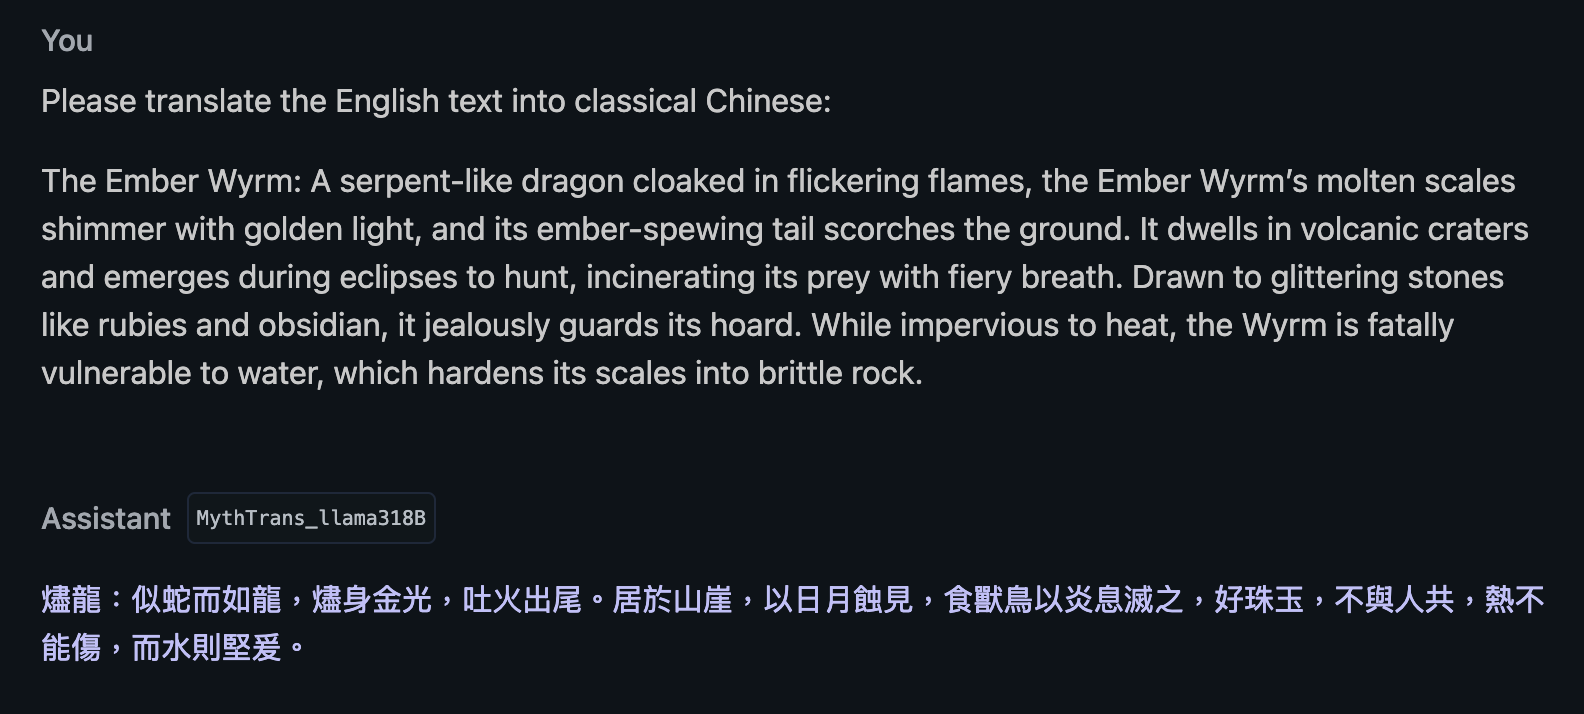 You
Please translate the English text into classical Chinese:
The Ember Wyrm: A serpent-like dragon cloaked in flickering flames, the Ember Wyrm’s molten scales
shimmer with golden light, and its ember-spewing tail scorches the ground. It dwells in volcanic craters
and emerges during eclipses to hunt, incinerating its prey with fiery breath. Drawn to glittering stones
like rubies and obsidian, it jealously guards its hoard. While impervious to heat, the Wyrm is fatally
vulnerable to water, which hardens its scales into brittle rock.
Assistant MythTrans_llama318B
燼龍：似蛇而如龍，燼身金光，吐火出尾。居於山崖，以日月蝕見，食獸鳥以炎息滅之，好珠玉，不與人共，熱不
能傷，而水則堅爰。